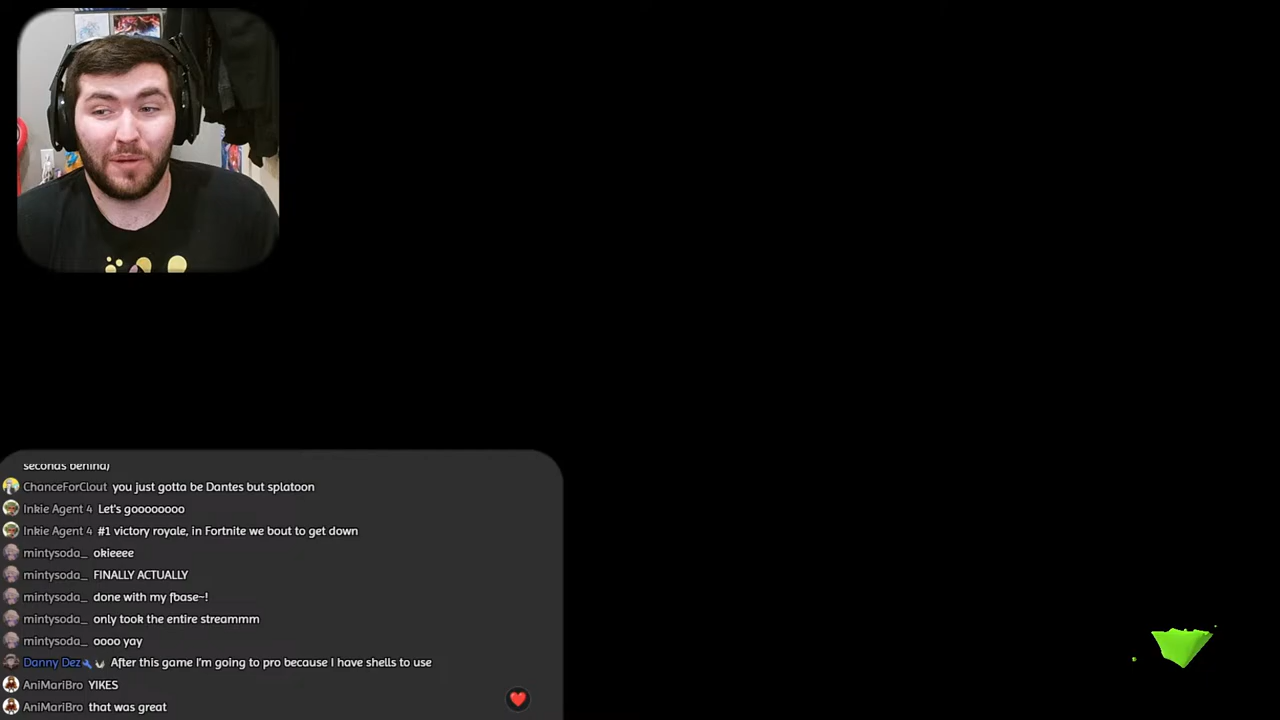 seconds behind)
ChanceForClout you just gotta be Dantes but splatoon
Inkie Agent 4 Let's goooooooo
Inkie Agent 4 #1 victory royale, in Fortnite we bout to get down
mintysoda_ okieeee
mintysoda_ FINALLY ACTUALLY
mintysoda_ done with my fbase~!
mintysoda_ only took the entire streammm
mintysoda_ oooo yay
Danny Dez After this game I'm going to pro because I have shells to use
AniMariBro YIKES
AniMariBro that was great